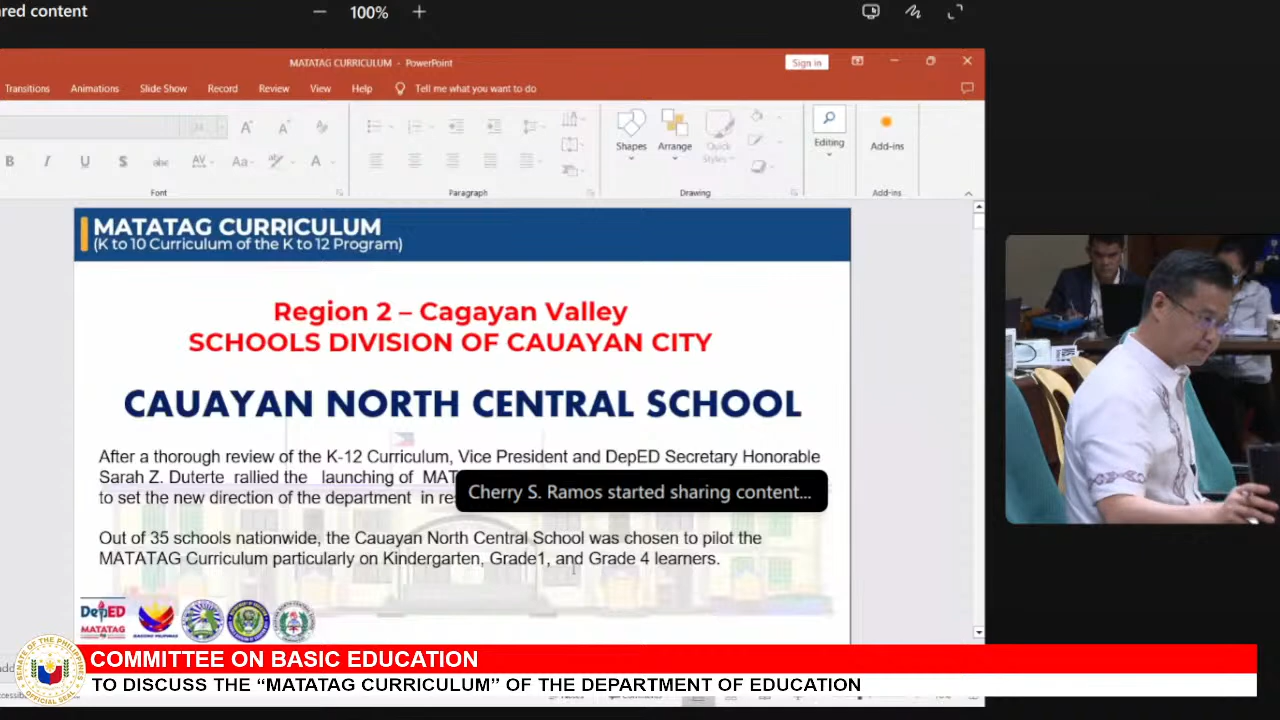 ared content
100%
MATATAG CURRICULUM - PowerPoint
Sign in
Transitions Animations Slide Show Record Review View Help Tell me what you want to do
Shapes Arrange Quick Styles Editing Add-ins
Font Paragraph Drawing Add-ins
MATATAG CURRICULUM
(K to 10 Curriculum of the K to 12 Program)
Region 2 – Cagayan Valley
SCHOOLS DIVISION OF CAUAYAN CITY
CAUAYAN NORTH CENTRAL SCHOOL
After a thorough review of the K-12 Curriculum, Vice President and DepED Secretary Honorable
Sarah Z. Duterte rallied the launching of MAT
to set the new direction of the department in res
Cherry S. Ramos started sharing content...
Out of 35 schools nationwide, the Cauayan North Central School was chosen to pilot the
MATATAG Curriculum particularly on Kindergarten, Grade1, and Grade 4 learners.
DepED
MATATAG
COMMITTEE ON BASIC EDUCATION
TO DISCUSS THE “MATATAG CURRICULUM” OF THE DEPARTMENT OF EDUCATION